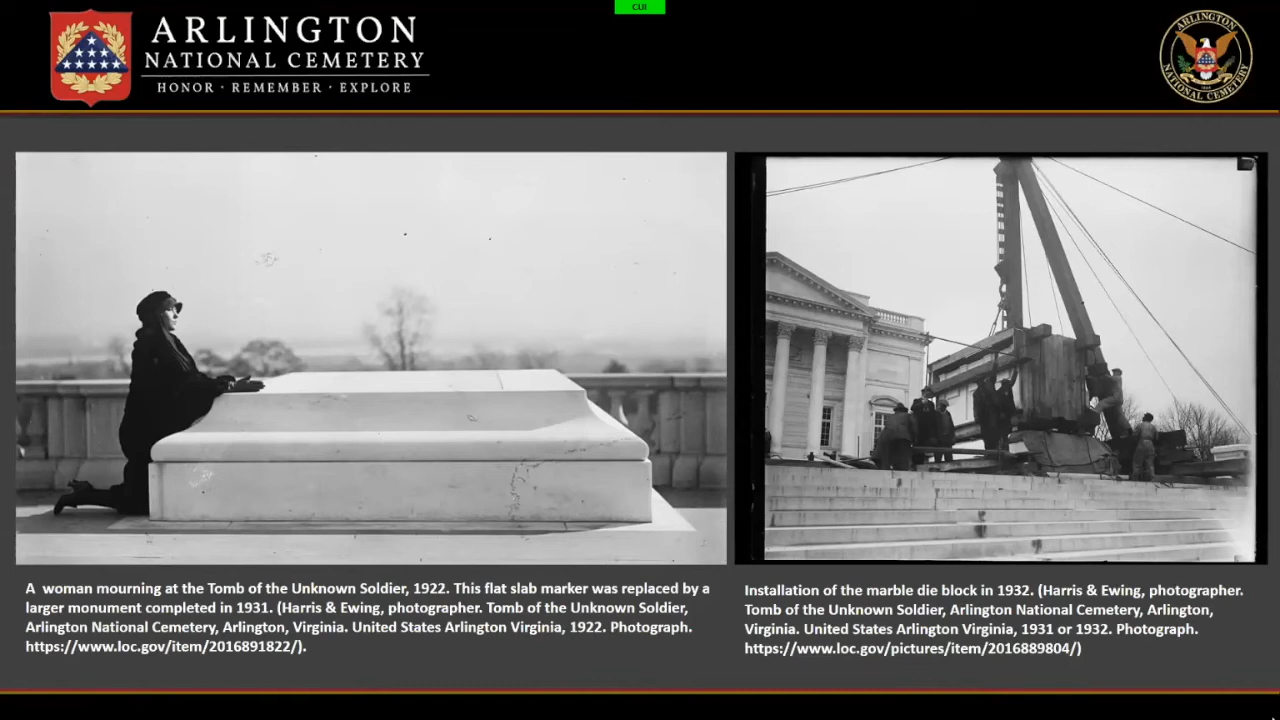 CUI
ARLINGTON
NATIONAL CEMETERY
HONOR · REMEMBER · EXPLORE
ARLINGTON
NATIONAL CEMETERY
A  woman mourning at the Tomb of the Unknown Soldier, 1922. This flat slab marker was replaced by a
larger monument completed in 1931. (Harris & Ewing, photographer. Tomb of the Unknown Soldier,
Arlington National Cemetery, Arlington, Virginia. United States Arlington Virginia, 1922. Photograph.
https://www.loc.gov/item/2016891822/).
Installation of the marble die block in 1932. (Harris & Ewing, photographer.
Tomb of the Unknown Soldier, Arlington National Cemetery, Arlington,
Virginia. United States Arlington Virginia, 1931 or 1932. Photograph.
https://www.loc.gov/pictures/item/2016889804/)